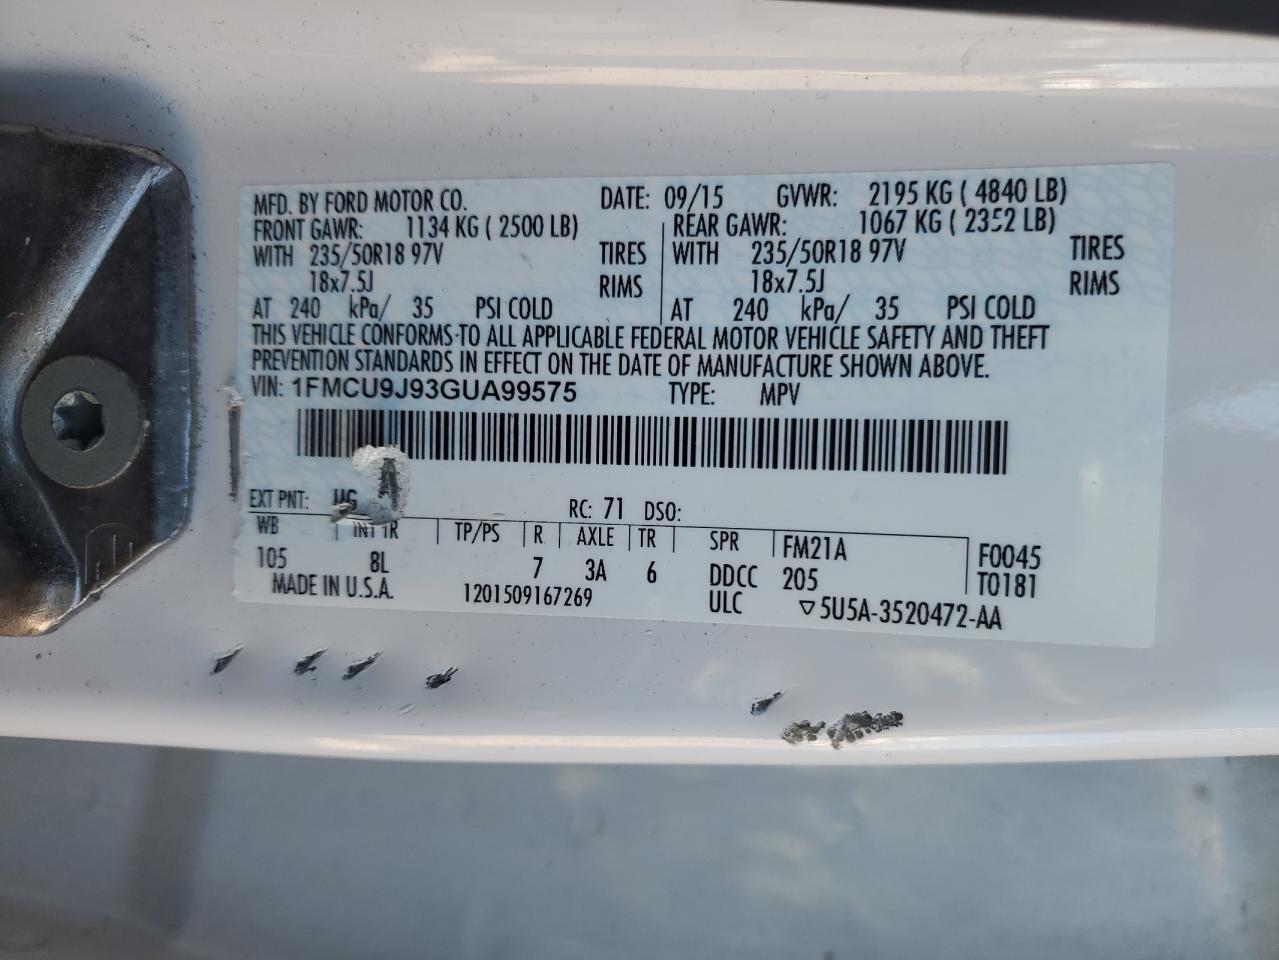 MFD. BY FORD MOTOR CO. DATE: 09/15 GVWR: 2195 KG ( 4840 LB)
FRONT GAWR: 1134 KG ( 2500 LB) REAR GAWR: 1067 KG ( 2352 LB)
WITH 235/50R18 97V TIRES WITH 235/50R18 97V TIRES
18x7.5J RIMS 18x7.5J RIMS
AT 240 kPa/ 35 PSI COLD AT 240 kPa/ 35 PSI COLD
THIS VEHICLE CONFORMS TO ALL APPLICABLE FEDERAL MOTOR VEHICLE SAFETY AND THEFT
PREVENTION STANDARDS IN EFFECT ON THE DATE OF MANUFACTURE SHOWN ABOVE.
VIN: 1FMCU9J93GUA99575 TYPE: MPV
EXT PNT: UG A RC: 71 DSO:
WB INT TR TP/PS R AXLE TR SPR FM21A F0045
105 8L 7 3A 6 DDCC 205 T0181
MADE IN U.S.A. 1201509167269 ULC ▽5U5A-3520472-AA